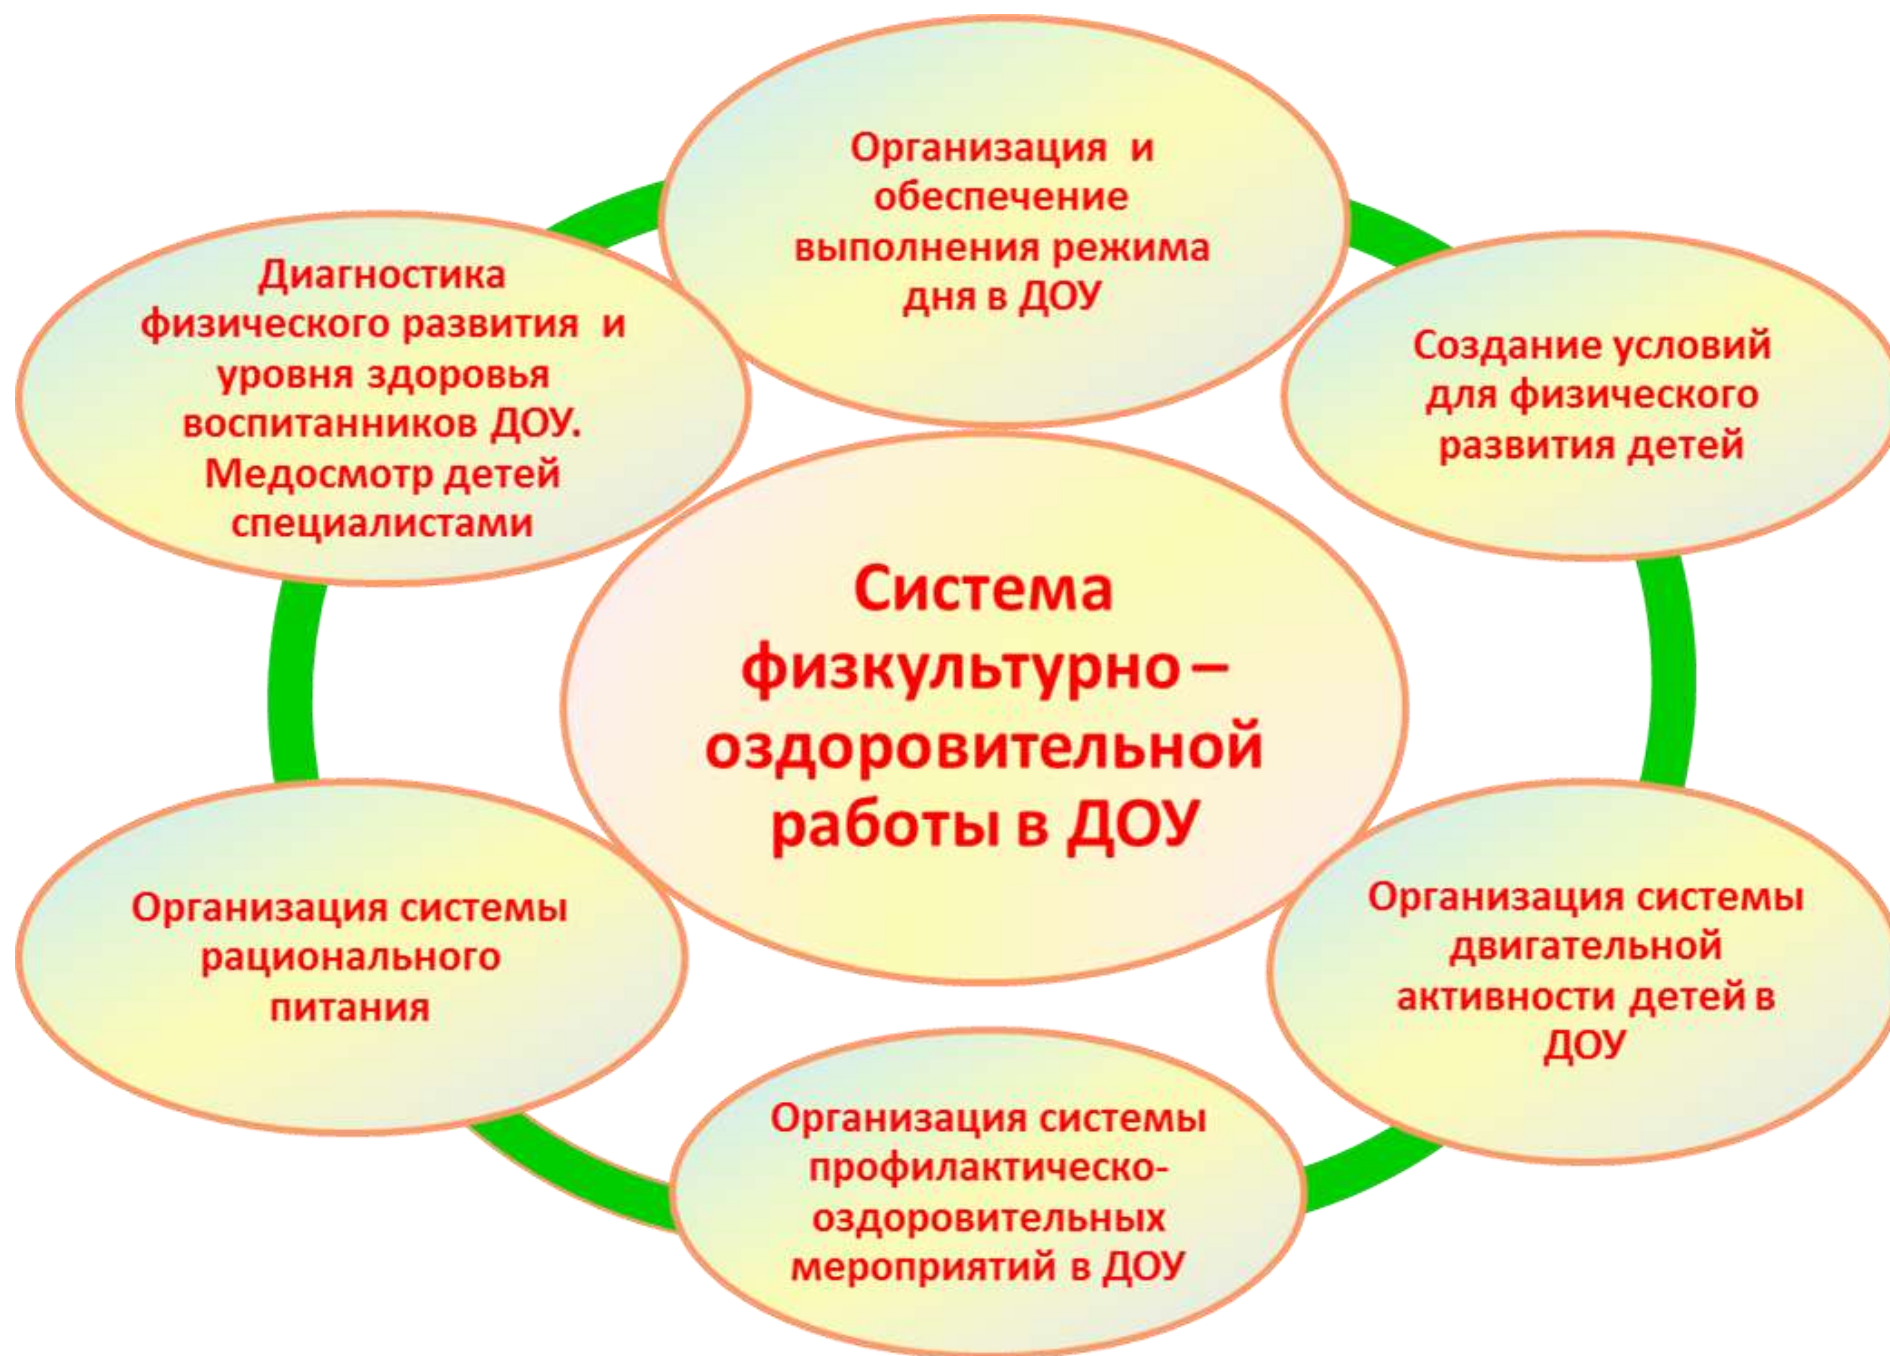 Организация и
обеспечение
выполнения режима
дня в ДОУ
Диагностика
физического развития и
уровня здоровья
воспитанников ДОУ.
Медосмотр детей
специалистами
Создание условий
для физического
развития детей
Система
физкультурно –
оздоровительной
работы в ДОУ
Организация системы
рационального
питания
Организация системы
двигательной
активности детей в
ДОУ
Организация системы
профилактическо-
оздоровительных
мероприятий в ДОУ